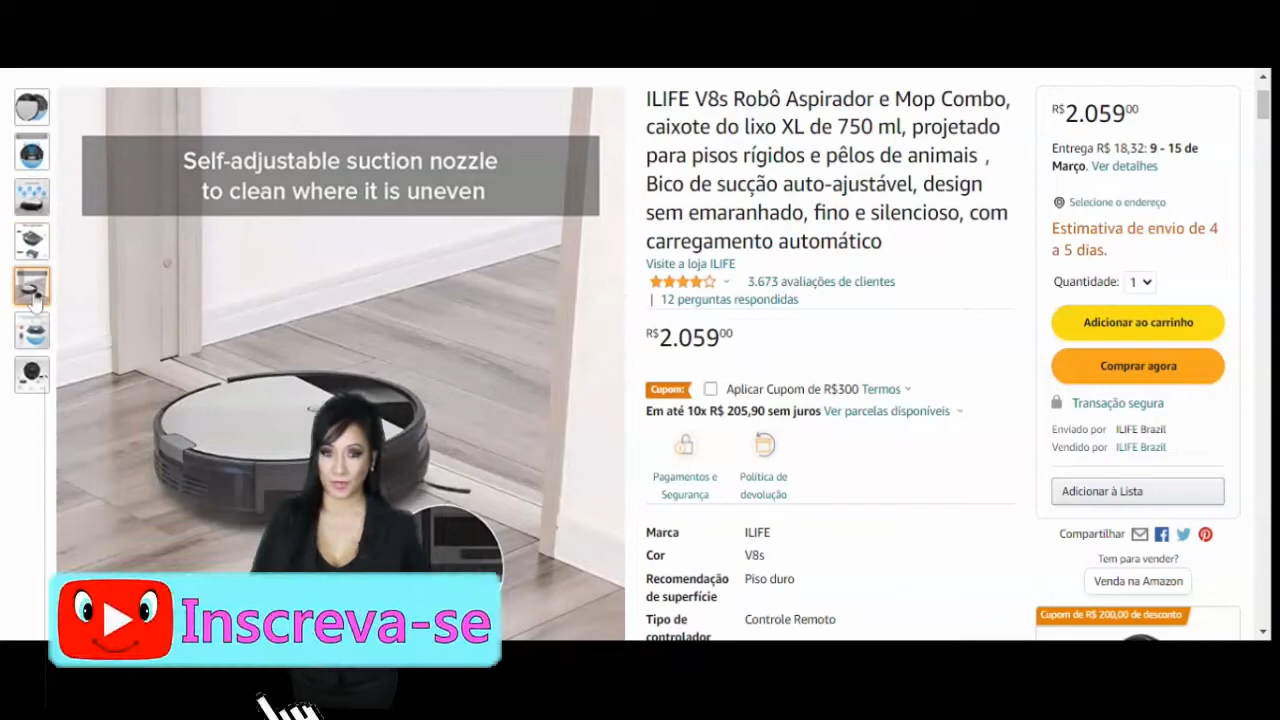 Self-adjustable suction nozzle
to clean where it is uneven
ILIFE V8s Robô Aspirador e Mop Combo,
caixote do lixo XL de 750 ml, projetado
para pisos rígidos e pêlos de animais ,
Bico de sucção auto-ajustável, design
sem emaranhado, fino e silencioso, com
carregamento automático
Visite a loja ILIFE
3.673 avaliações de clientes
| 12 perguntas respondidas
R$2.05900
Cupom: Aplicar Cupom de R$300 Termos
Em até 10x R$ 205,90 sem juros Ver parcelas disponíveis
Pagamentos e
Segurança
Política de
devolução
Marca ILIFE
Cor V8s
Recomendação Piso duro
de superfície
Tipo de Controle Remoto
controlador
R$2.05900
Entrega R$ 18,32: 9 - 15 de
Março. Ver detalhes
Selecione o endereço
Estimativa de envio de 4
a 5 dias.
Quantidade: 1
Adicionar ao carrinho
Comprar agora
Transação segura
Enviado por ILIFE Brazil
Vendido por ILIFE Brazil
Adicionar à Lista
Compartilhar
Tem para vender?
Venda na Amazon
Cupom de R$ 200,00 de desconto
Inscreva-se